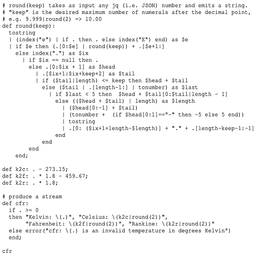 # round(keep) takes as input any jq (i.e. JSON) number and emits a string.
# "keep" is the desired maximum number of numerals after the decimal point,
# e.g. 9.999|round(2) => 10.00
def round(keep):
  tostring
  | (index("e") | if . then . else index("E") end) as $e
  | if $e then (.[0:$e] | round(keep)) + .[$e+1:]
    else index(".") as $ix
      | if $ix == null then .
        else .[0:$ix + 1] as $head
          | .[$ix+1:$ix+keep+2] as $tail
          | if ($tail|length) <= keep then $head + $tail
            else ($tail | .[length-1:] | tonumber) as $last
              | if $last < 5 then  $head + $tail[0:$tail|length - 1]
                else (($head + $tail) | length) as $length
                  | ($head[0:-1] + $tail)
                  | (tonumber +  (if $head[0:1]=="-" then -5 else 5 end))
                  | tostring
                  | .[0: ($ix+1+length-$length)] + "." + .[length-keep-1:-1]
                end
            end
        end
    end;
def k2c: . - 273.15;
def k2f: . * 1.8 - 459.67;
def k2r: . * 1.8;
# produce a stream
def cfr:
  if . >= 0
  then "Kelvin: \(.)", "Celsius: \(k2c|round(2))",
       "Fahrenheit: \(k2f|round(2))", "Rankine: \(k2r|round(2))"
  else error("cfr: \(.) is an invalid temperature in degrees Kelvin")
  end;
cfr